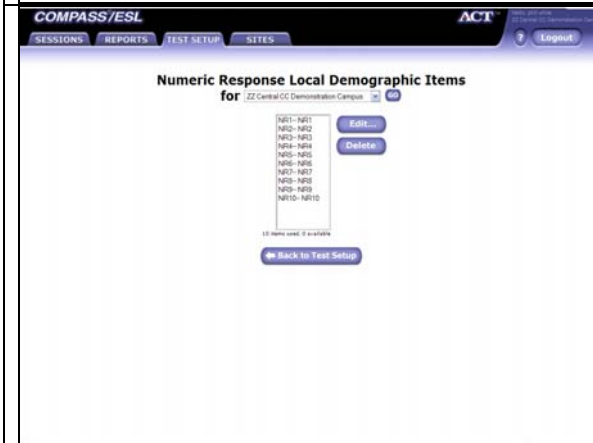 COMPASS/ESL
ACT
SESSIONS REPORTS TEST SETUP SITES
? Logout
Numeric Response Local Demographic Items
for ZZ Central CC Demonstration Campus GO
NR1- NR1
NR2- NR2
NR3- NR3
NR4- NR4
NR5- NR5
NR6- NR6
NR7- NR7
NR8- NR8
NR9- NR9
NR10- NR10
Edit...
Delete
10 items used: 0 available
Back to Test Setup